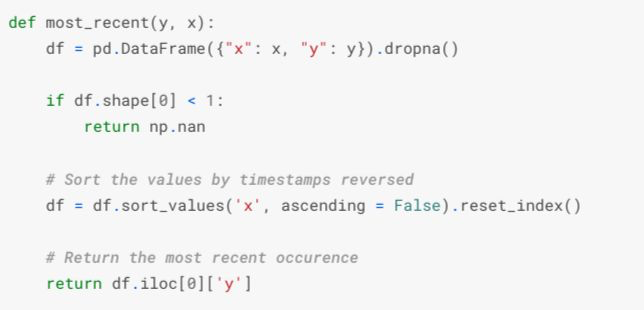 def most_recent(y, x):
    df = pd.DataFrame({"x": x, "y": y}).dropna()
    if df.shape[0] < 1:
        return np.nan
    # Sort the values by timestamps reversed
    df = df.sort_values('x', ascending = False).reset_index()
    # Return the most recent occurence
    return df.iloc[0]['y']